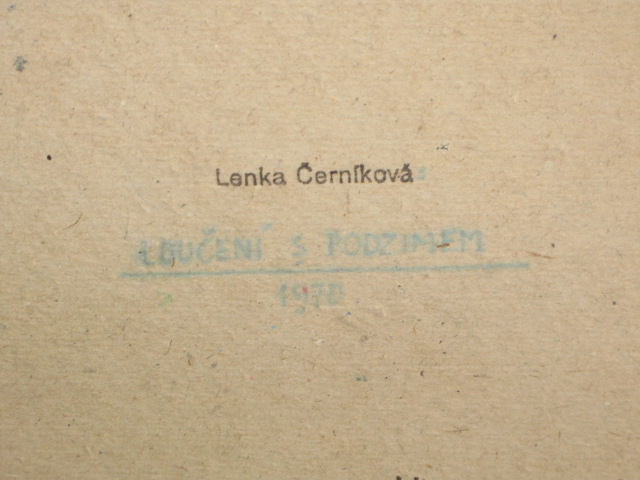 Lenka Černíková:
LOUČENÍ S PODZIMEM